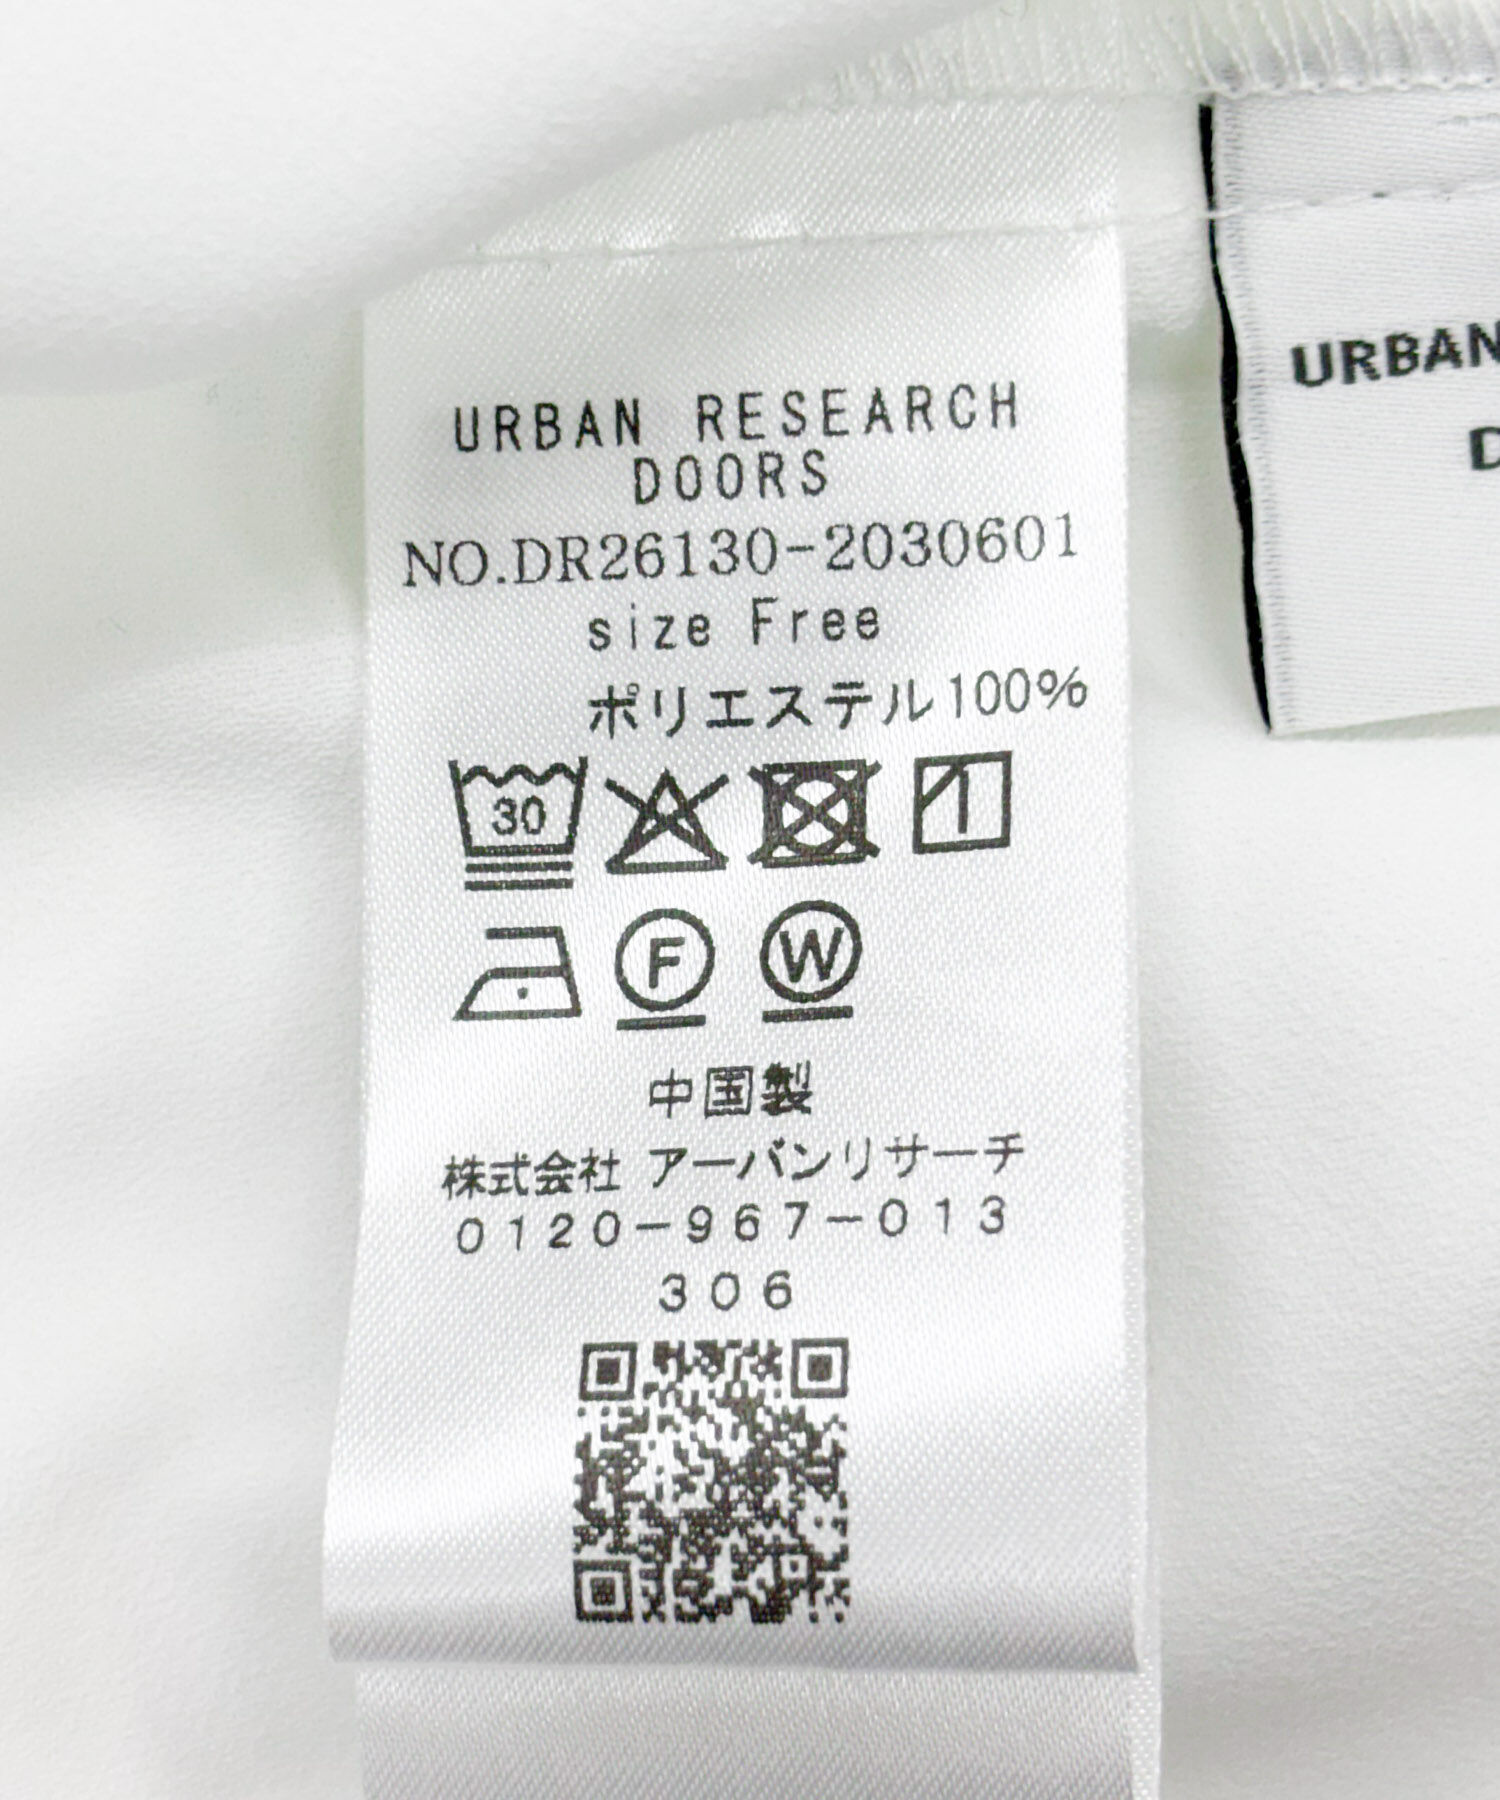 URBAN RESEARCH
DOORS
NO.DR26130-2030601
size Free
ポリエステル100%
30
F W
中国製
株式会社 アーバンリサーチ
0120-967-013
306
URBAN
D